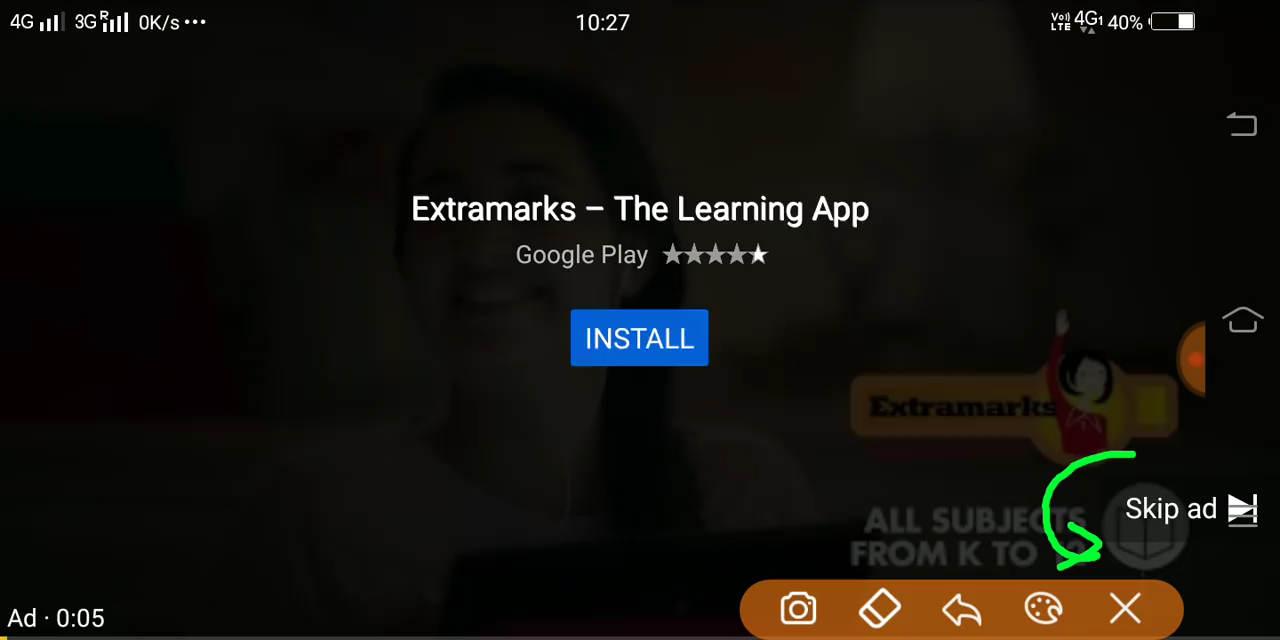 4G 3G R 0K/s ... 10:27 Vo) LTE 4G1 40%
Extramarks – The Learning App
Google Play
INSTALL
Extramarks
Skip ad
ALL SUBJECTS
FROM K TO 12
Ad · 0:05